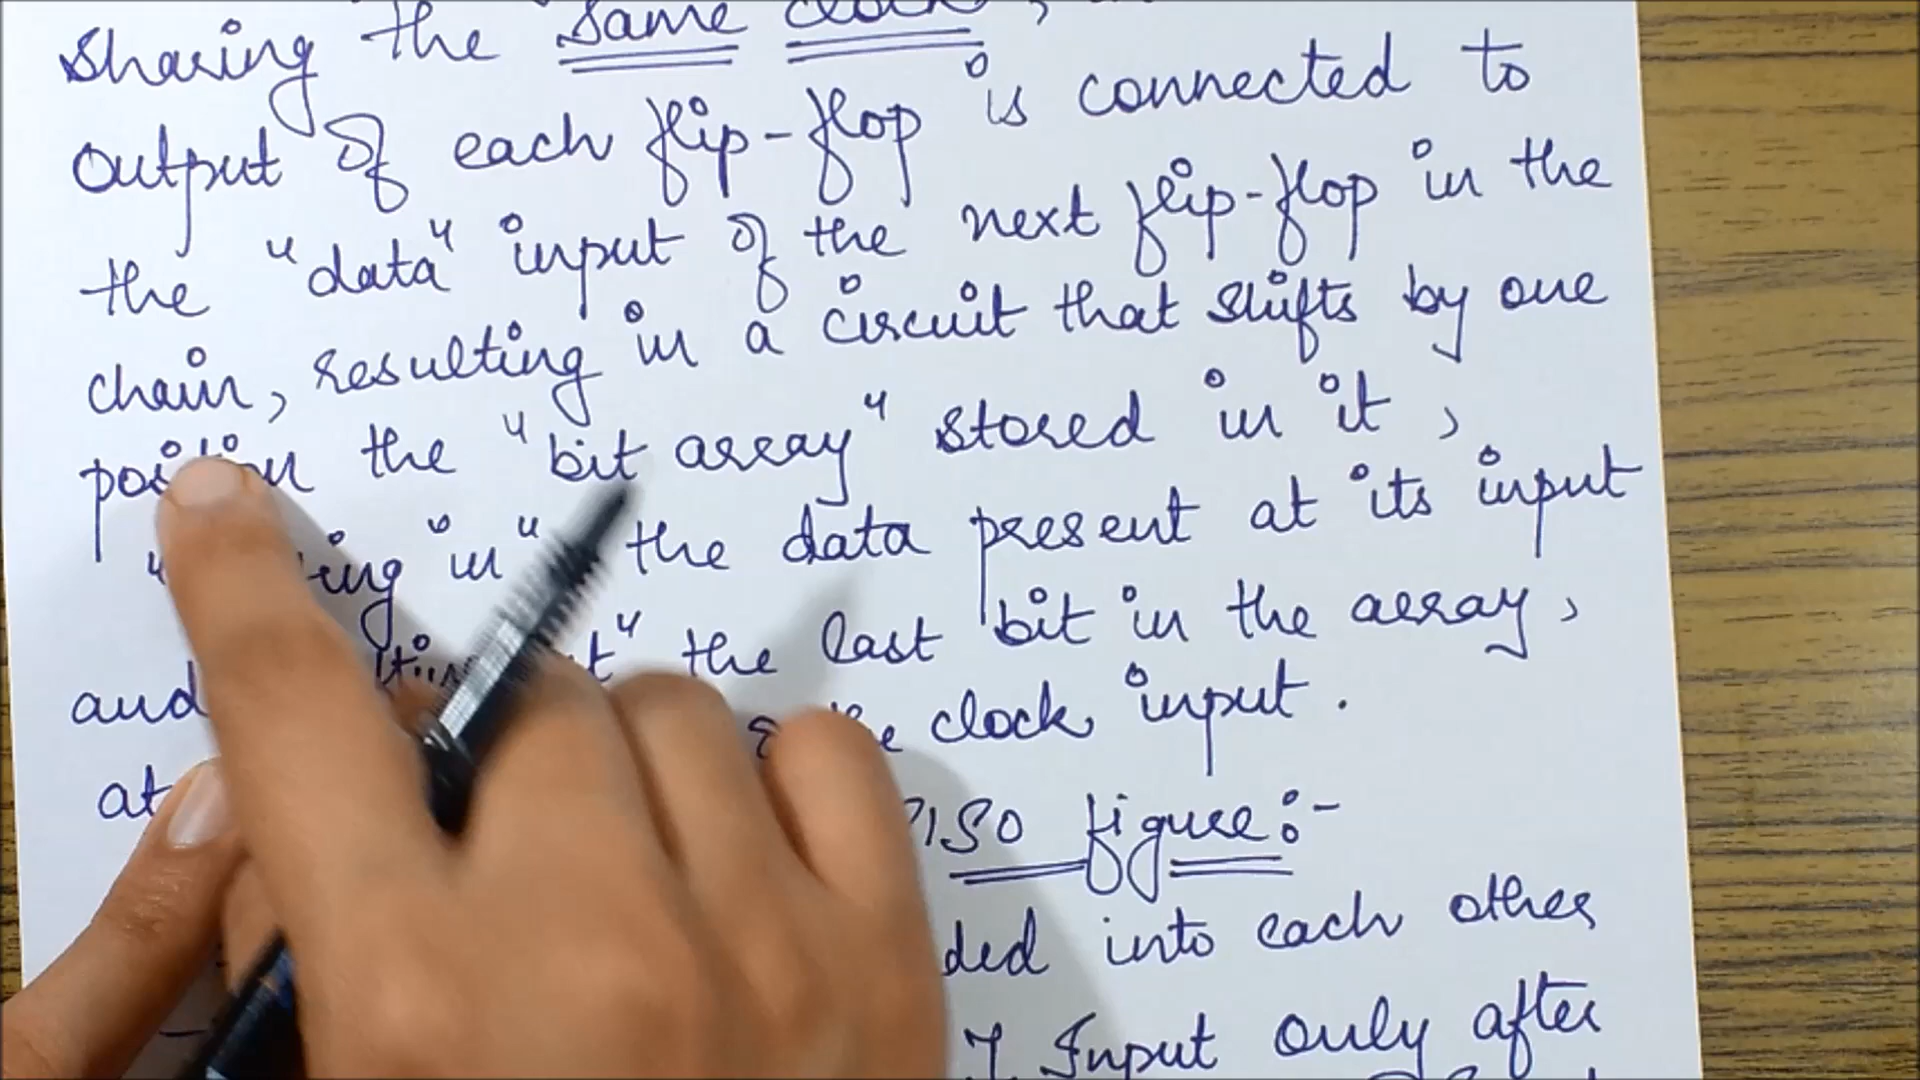 Sharing the same clock,
Output of each flip-flop is connected to
the "data" input of the next flip-flop in the
chain, resulting in a circuit that shifts by one
position the "bit array" stored in it,
in" the data present at its input
and the last bit in the array,
at clock input.
figure:-
into each other
Input only after